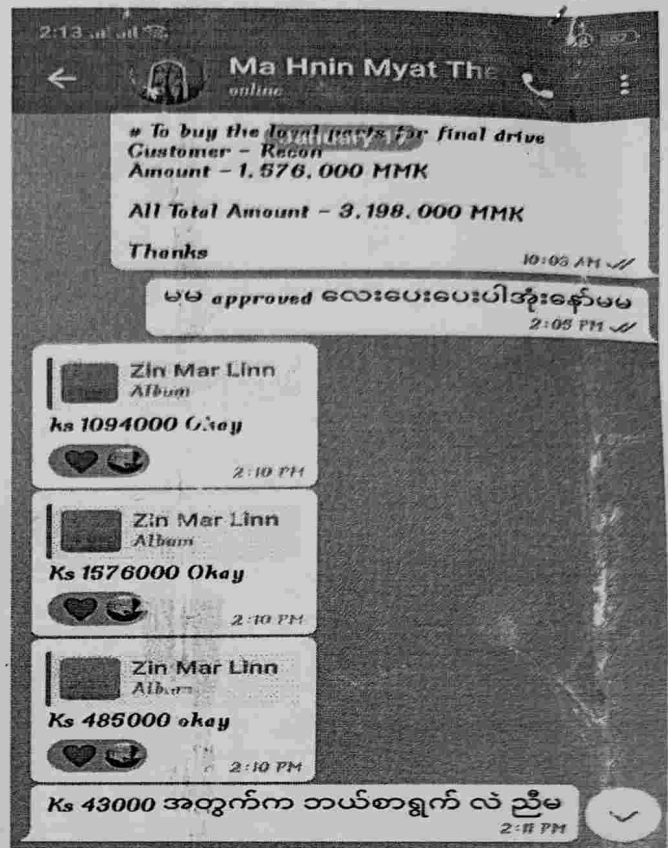 2:13
Ma Hnin Myat The
online
January 17
# To buy the loyal parts for final drive
Customer - Recon
Amount - 1,576,000 MMK
All Total Amount - 3,198,000 MMK
Thanks
10:03 AM
မမ approved လေးပေးပေးပါအုံးနော်မမ
2:05 PM
Zin Mar Linn
Album
ks 1094000 Okay
2:10 PM
Zin Mar Linn
Album
Ks 1576000 Okay
2:10 PM
Zin Mar Linn
Album
Ks 485000 okay
2:10 PM
Ks 43000 အတွက်က ဘယ်စာရွက် လဲ ညီမ
2:11 PM